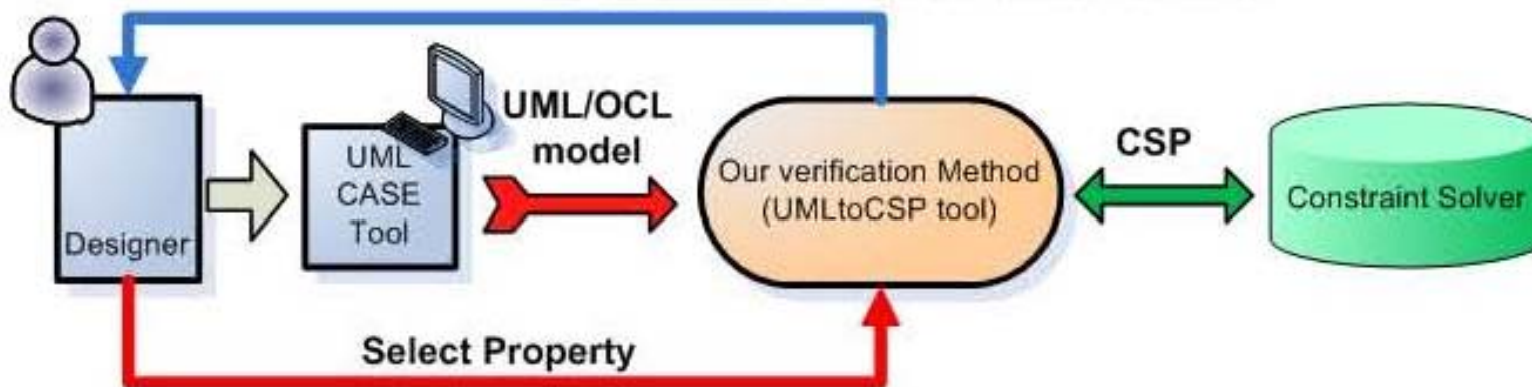 UML/OCL
model
UML
CASE
Tool
Designer
Our verification Method
(UMLtoCSP tool)
CSP
Constraint Solver
Select Property